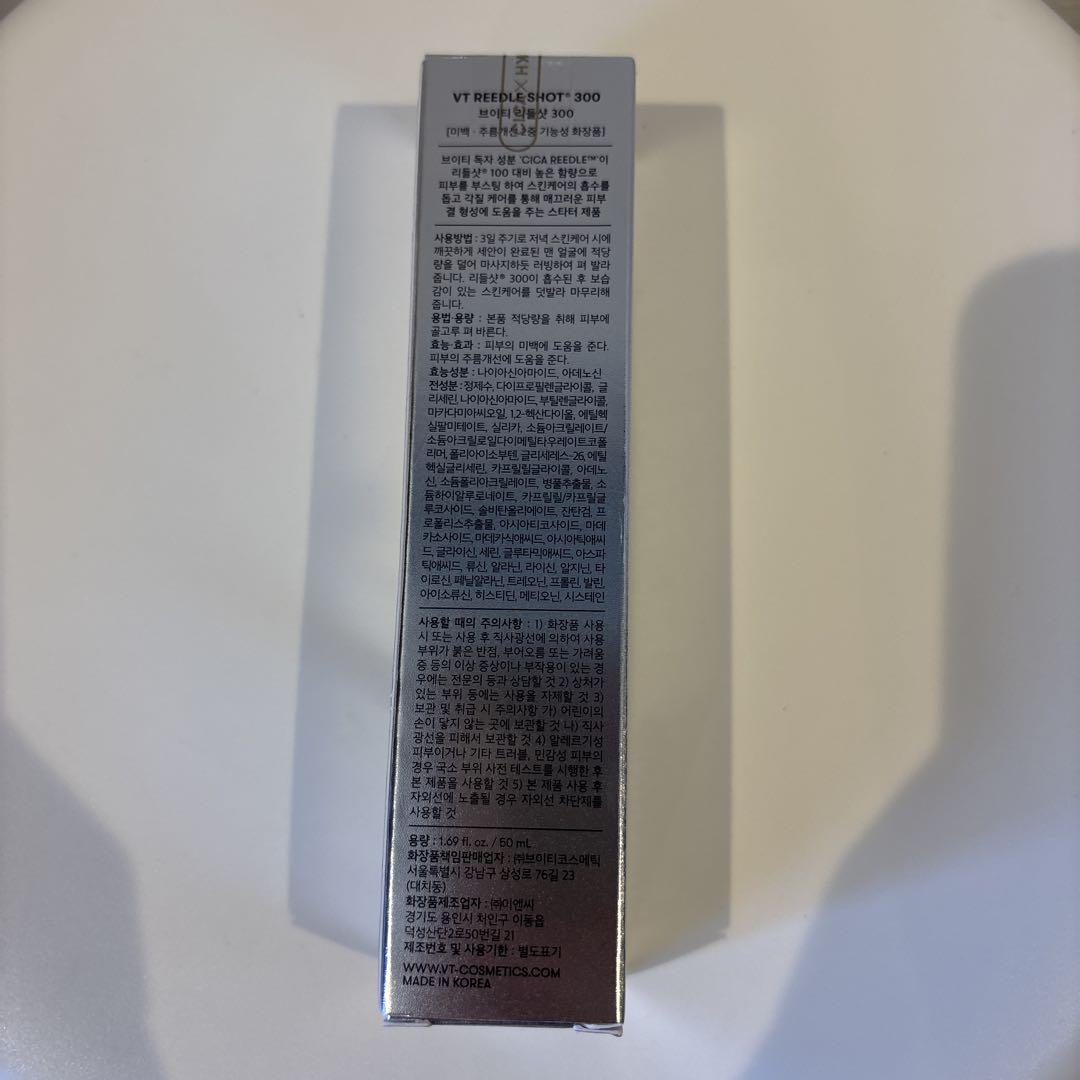 VT REEDLE SHOT® 300
브이티 리들샷 300
[미백 · 주름개선 2중 기능성 화장품]
브이티 독자 성분 'CICA REEDLE™'이
리들샷® 100 대비 높은 함량으로
피부를 부스팅 하여 스킨케어의 흡수를
돕고 각질 케어를 통해 매끄러운 피부
결 형성에 도움을 주는 스타터 제품
사용방법 : 3일 주기로 저녁 스킨케어 시에
깨끗하게 세안이 완료된 맨 얼굴에 적당
량을 덜어 마사지하듯 러빙하여 펴 발라
줍니다. 리들샷® 300이 흡수된 후 보습
감이 있는 스킨케어를 덧발라 마무리해
줍니다.
용법·용량 : 본품 적당량을 취해 피부에
골고루 펴 바른다.
효능·효과 : 피부의 미백에 도움을 준다.
피부의 주름개선에 도움을 준다.
효능성분 : 나이아신아마이드, 아데노신
전성분 : 정제수, 다이프로필렌글라이콜, 글
리세린, 나이아신아마이드, 부틸렌글라이콜,
마카다미아씨오일, 1,2-헥산다이올, 에틸헥
실팔미테이트, 실리카, 소듐아크릴레이트/
소듐아크릴로일다이메틸타우레이트코폴
리머, 폴리아이소부텐, 글리세레스-26, 에틸
헥실글리세린, 카프릴릴글라이콜, 아데노
신, 소듐폴리아크릴레이트, 병풀추출물, 소
듐하이알루로네이트, 카프릴릴/카프릴글
루코사이드, 솔비탄올리에이트, 잔탄검, 프
로폴리스추출물, 아시아티코사이드, 마데
카소사이드, 마데카식애씨드, 아시아틱애씨
드, 글라이신, 세린, 글루타믹애씨드, 아스파
틱애씨드, 류신, 알라닌, 라이신, 알지닌, 타
이로신, 페닐알라닌, 트레오닌, 프롤린, 발린,
아이소류신, 히스티딘, 메티오닌, 시스테인
사용할 때의 주의사항 : 1) 화장품 사용
시 또는 사용 후 직사광선에 의하여 사용
부위가 붉은 반점, 부어오름 또는 가려움
증 등의 이상 증상이나 부작용이 있는 경
우에는 전문의 등과 상담할 것 2) 상처가
있는 부위 등에는 사용을 자제할 것 3)
보관 및 취급 시 주의사항 가) 어린이의
손이 닿지 않는 곳에 보관할 것 나) 직사
광선을 피해서 보관할 것 4) 알레르기성
피부이거나 기타 트러블, 민감성 피부의
경우 국소 부위 사전 테스트를 시행한 후
본 제품을 사용할 것 5) 본 제품 사용 후
자외선에 노출될 경우 자외선 차단제를
사용할 것
용량 : 1.69 fl. oz. / 50 mL
화장품책임판매업자 : ㈜브이티코스메틱
서울특별시 강남구 삼성로 76길 23
(대치동)
화장품제조업자 : ㈜이엔씨
경기도 용인시 처인구 이동읍
덕성산단2로50번길 21
제조번호 및 사용기한 : 별도표기
WWW.VT-COSMETICS.COM
MADE IN KOREA